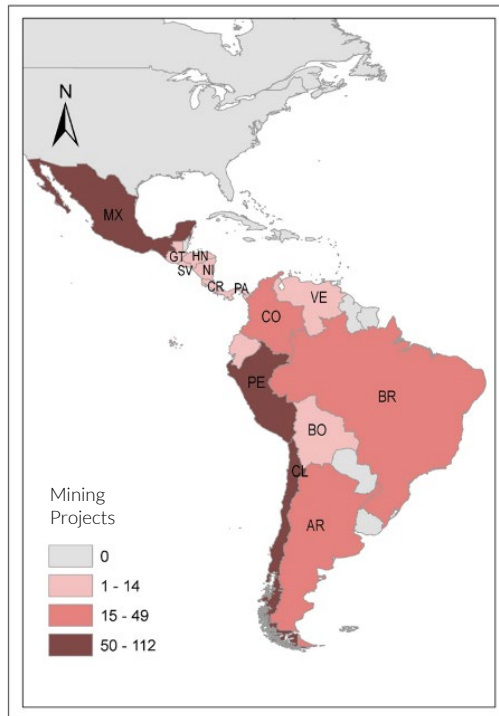 N
MX
GT HN
SV NI
CR PA
VE
CO
PE
BR
BO
CL
AR
Mining
Projects
0
1 - 14
15 - 49
50 - 112